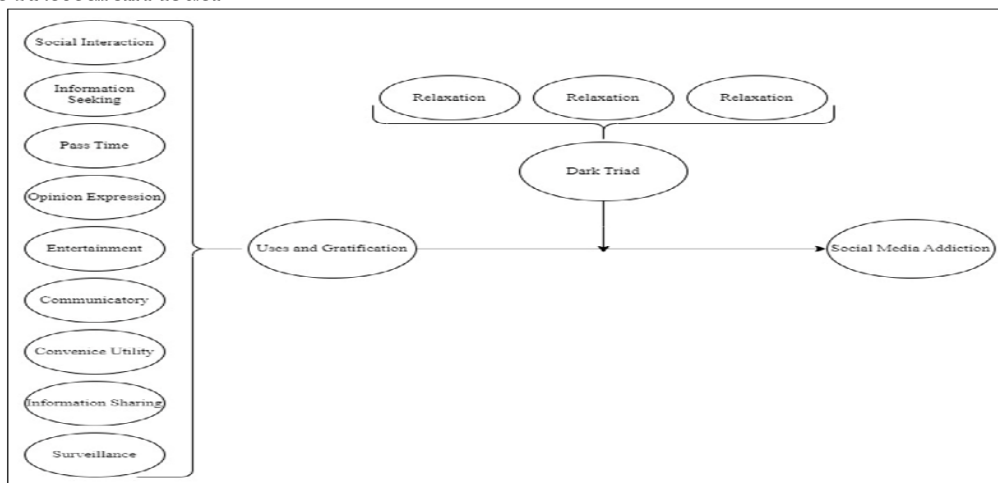 Social Interaction
Information
Seeking
Pass Time
Opinion Expression
Entertainment
Communicatory
Convenice Utility
Information Sharing
Surveillance
Relaxation
Relaxation
Relaxation
Dark Triad
Uses and Gratification
Social Media Addiction